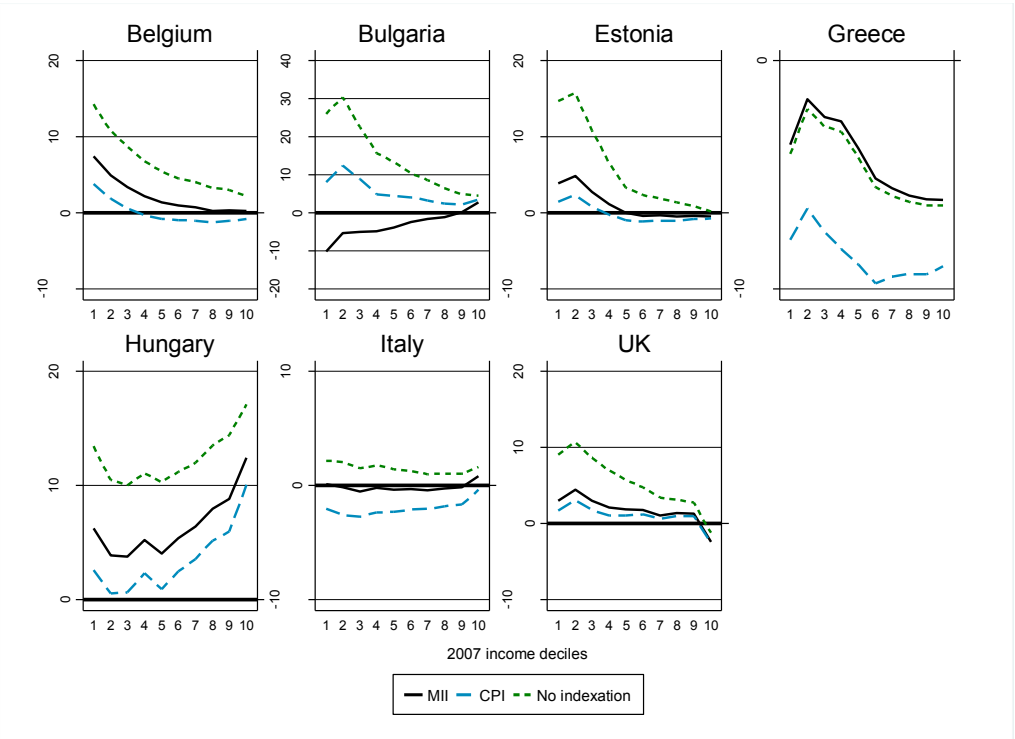 Belgium Bulgaria Estonia Greece
20 10 0 -10
40 30 20 10 0 -10 -20
20 10 0 -10
0 -10
1 2 3 4 5 6 7 8 9 10 1 2 3 4 5 6 7 8 9 10 1 2 3 4 5 6 7 8 9 10 1 2 3 4 5 6 7 8 9 10
Hungary Italy UK
20 10 0
10 0 -10
20 10 0 -10
1 2 3 4 5 6 7 8 9 10 1 2 3 4 5 6 7 8 9 10 1 2 3 4 5 6 7 8 9 10
2007 income deciles
MII CPI No indexation